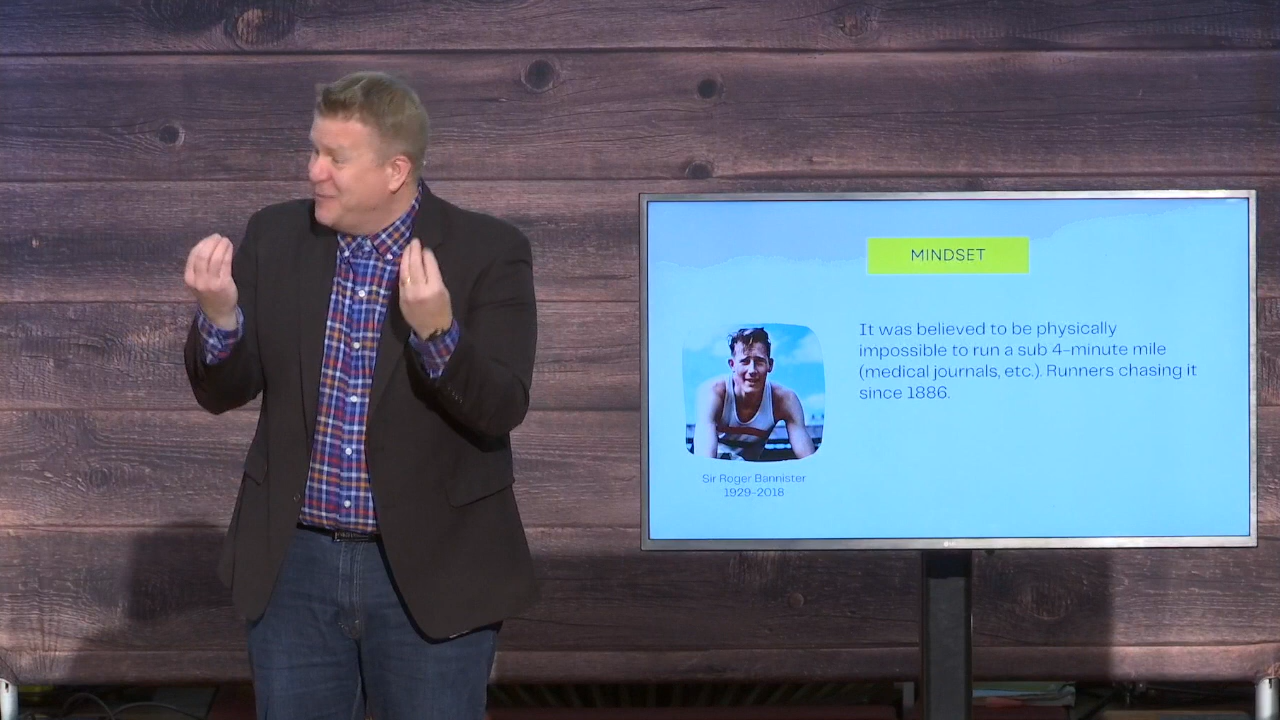 MINDSET
It was believed to be physically
impossible to run a sub 4-minute mile
(medical journals, etc.). Runners chasing it
since 1886.
Sir Roger Bannister
1929-2018
LG